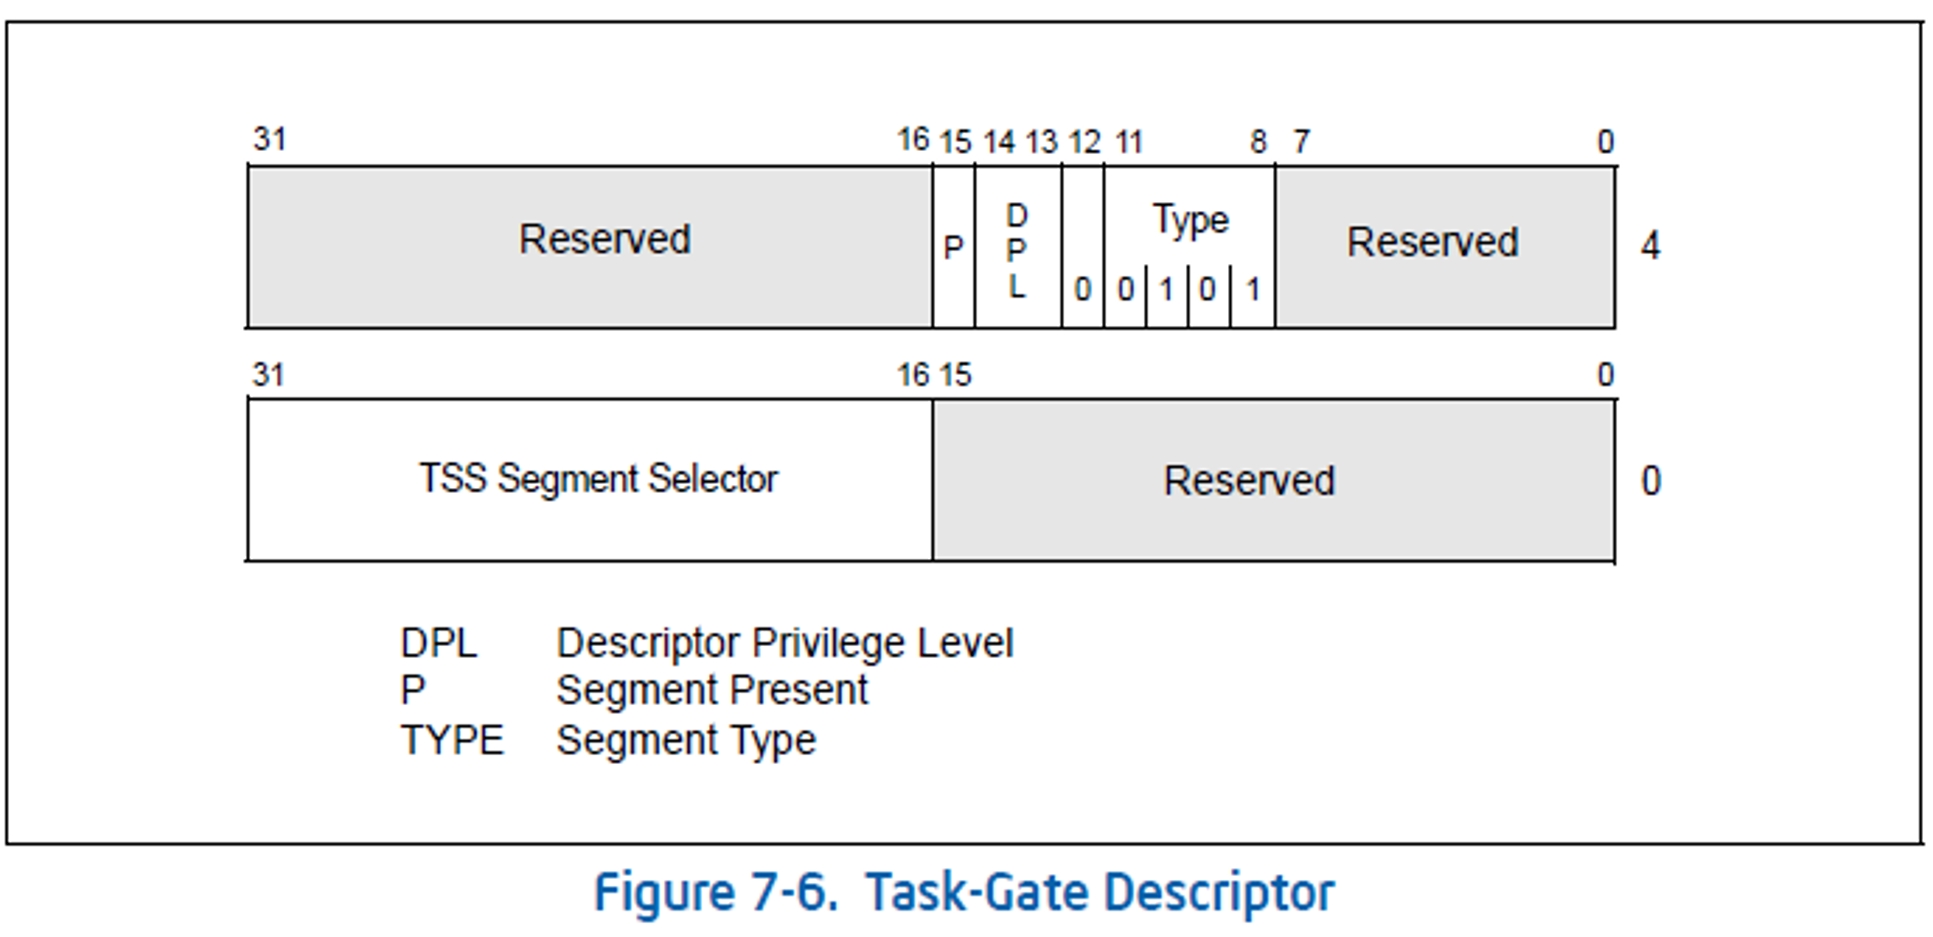 31 16 15 14 13 12 11 8 7 0
Reserved P DPL 0 Type 0 1 0 1 Reserved 4
31 16 15 0
TSS Segment Selector Reserved 0
DPL Descriptor Privilege Level
P Segment Present
TYPE Segment Type
Figure 7-6. Task-Gate Descriptor